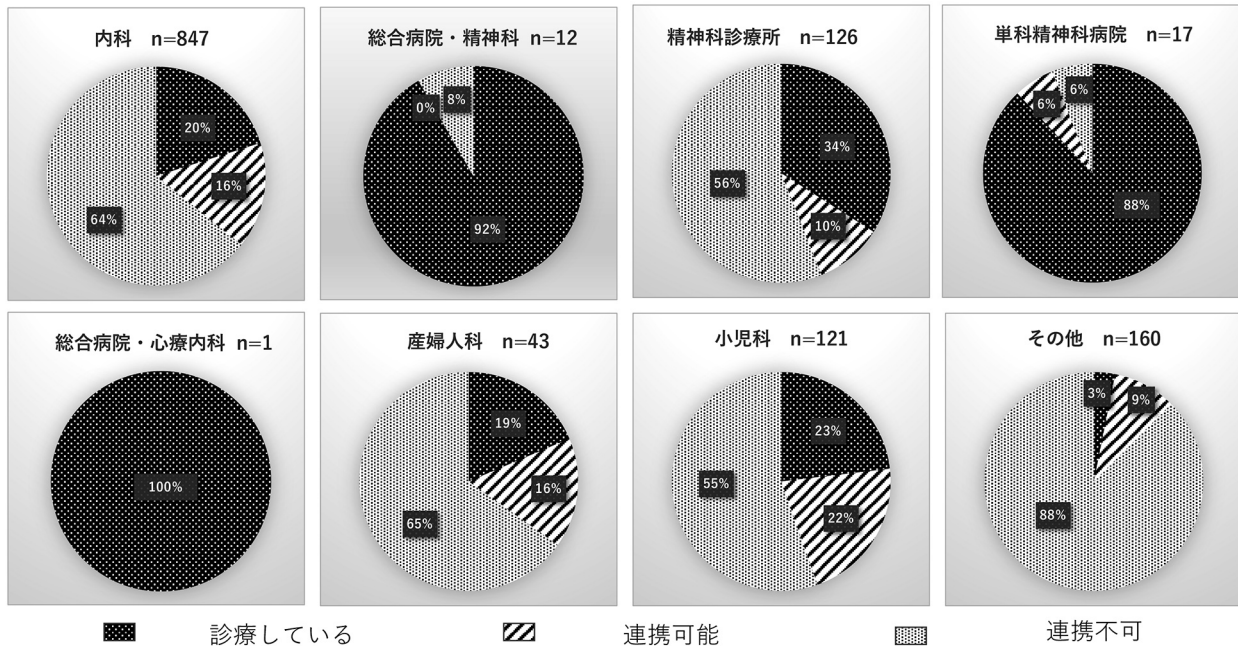 内科 n=847
20%
16%
64%
総合病院・精神科 n=12
0%
8%
92%
精神科診療所 n=126
34%
56%
10%
単科精神科病院 n=17
6%
6%
88%
総合病院・心療内科 n=1
100%
産婦人科 n=43
19%
16%
65%
小児科 n=121
23%
55%
22%
その他 n=160
3%
9%
88%
診療している 連携可能 連携不可